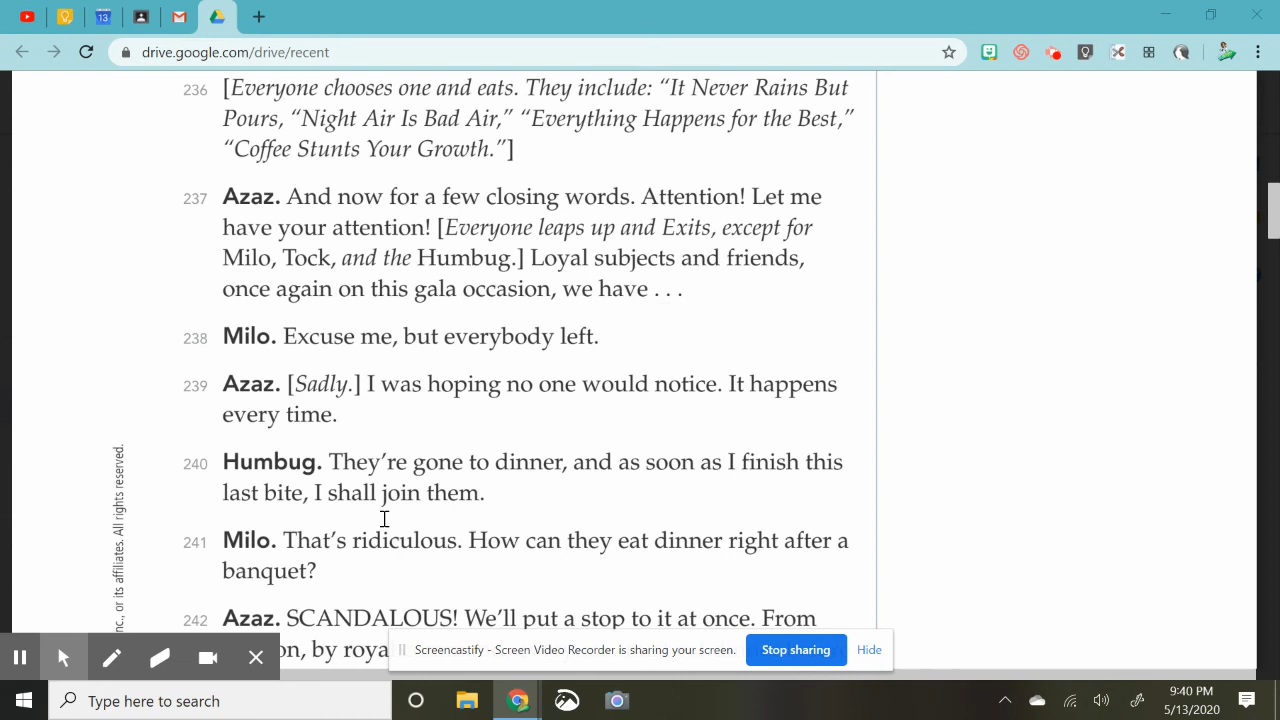 13
drive.google.com/drive/recent
236 [Everyone chooses one and eats. They include: “It Never Rains But
Pours, “Night Air Is Bad Air,” “Everything Happens for the Best,”
“Coffee Stunts Your Growth.”]
237 Azaz. And now for a few closing words. Attention! Let me
have your attention! [Everyone leaps up and Exits, except for
Milo, Tock, and the Humbug.] Loyal subjects and friends,
once again on this gala occasion, we have . . .
238 Milo. Excuse me, but everybody left.
239 Azaz. [Sadly.] I was hoping no one would notice. It happens
every time.
240 Humbug. They’re gone to dinner, and as soon as I finish this
last bite, I shall join them.
241 Milo. That’s ridiculous. How can they eat dinner right after a
banquet?
242 Azaz. SCANDALOUS! We’ll put a stop to it at once. From
on, by roya
Inc., or its affiliates. All rights reserved.
Screencastify - Screen Video Recorder is sharing your screen.
Stop sharing
Hide
Type here to search
9:40 PM
5/13/2020